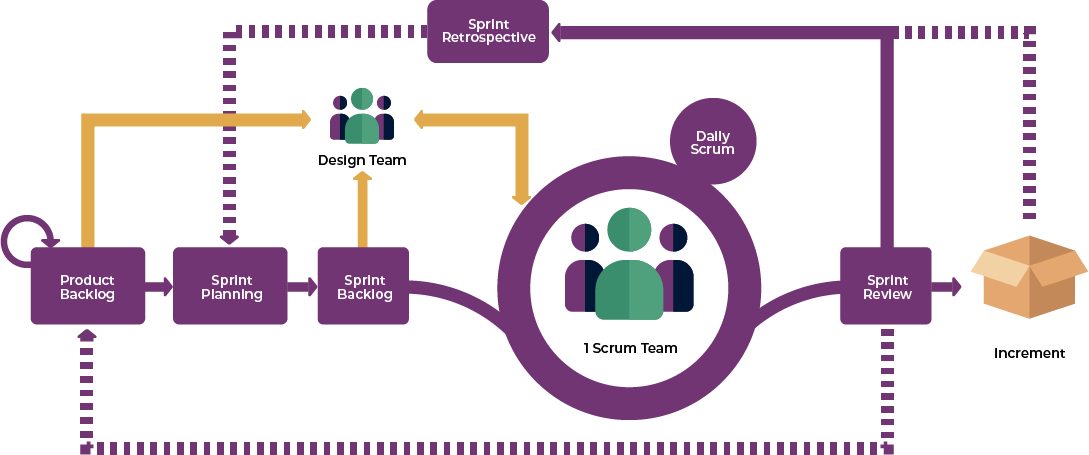 Sprint
Retrospective
Design Team
Daily
Scrum
Product
Backlog
Sprint
Planning
Sprint
Backlog
1 Scrum Team
Sprint
Review
Increment